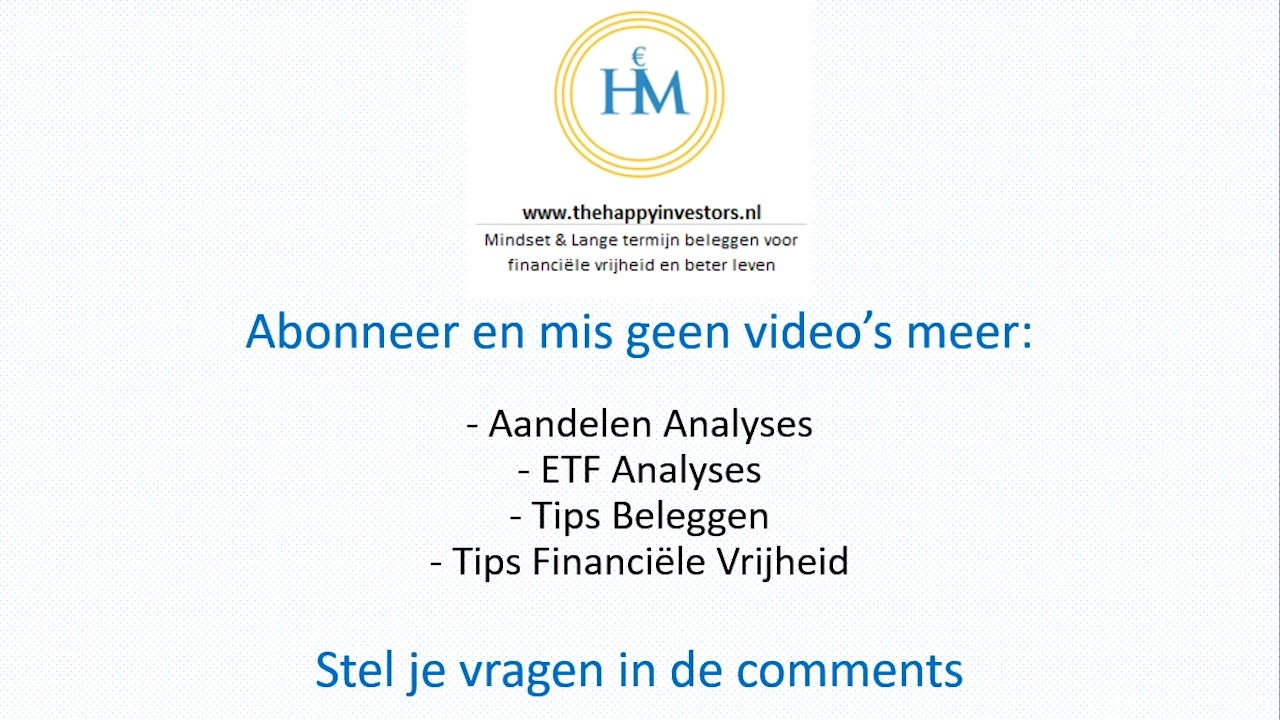 €
HM
www.thehappyinvestors.nl
Mindset & Lange termijn beleggen voor
financiële vrijheid en beter leven
Abonneer en mis geen video’s meer:
- Aandelen Analyses
- ETF Analyses
- Tips Beleggen
- Tips Financiële Vrijheid
Stel je vragen in de comments